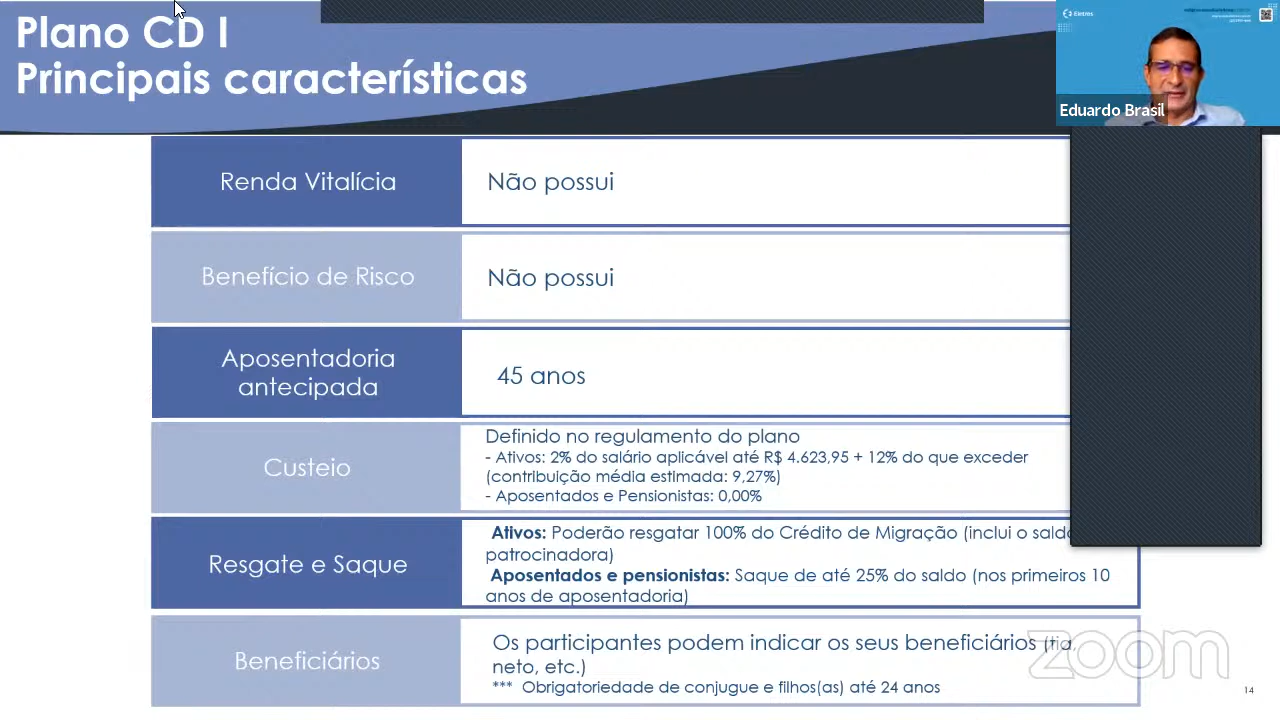 Plano CD I
Principais características
Eletros
Eduardo Brasil
Renda Vitalícia
Não possui
Benefício de Risco
Não possui
Aposentadoria
antecipada
45 anos
Custeio
Definido no regulamento do plano
- Ativos: 2% do salário aplicável até R$ 4.623,95 + 12% do que exceder
(contribuição média estimada: 9,27%)
- Aposentados e Pensionistas: 0,00%
Resgate e Saque
Ativos: Poderão resgatar 100% do Crédito de Migração (inclui o saldo
patrocinadora)
Aposentados e pensionistas: Saque de até 25% do saldo (nos primeiros 10
anos de aposentadoria)
Beneficiários
Os participantes podem indicar os seus beneficiários (tia,
neto, etc.)
*** Obrigatoriedade de conjugue e filhos(as) até 24 anos
zoom
14